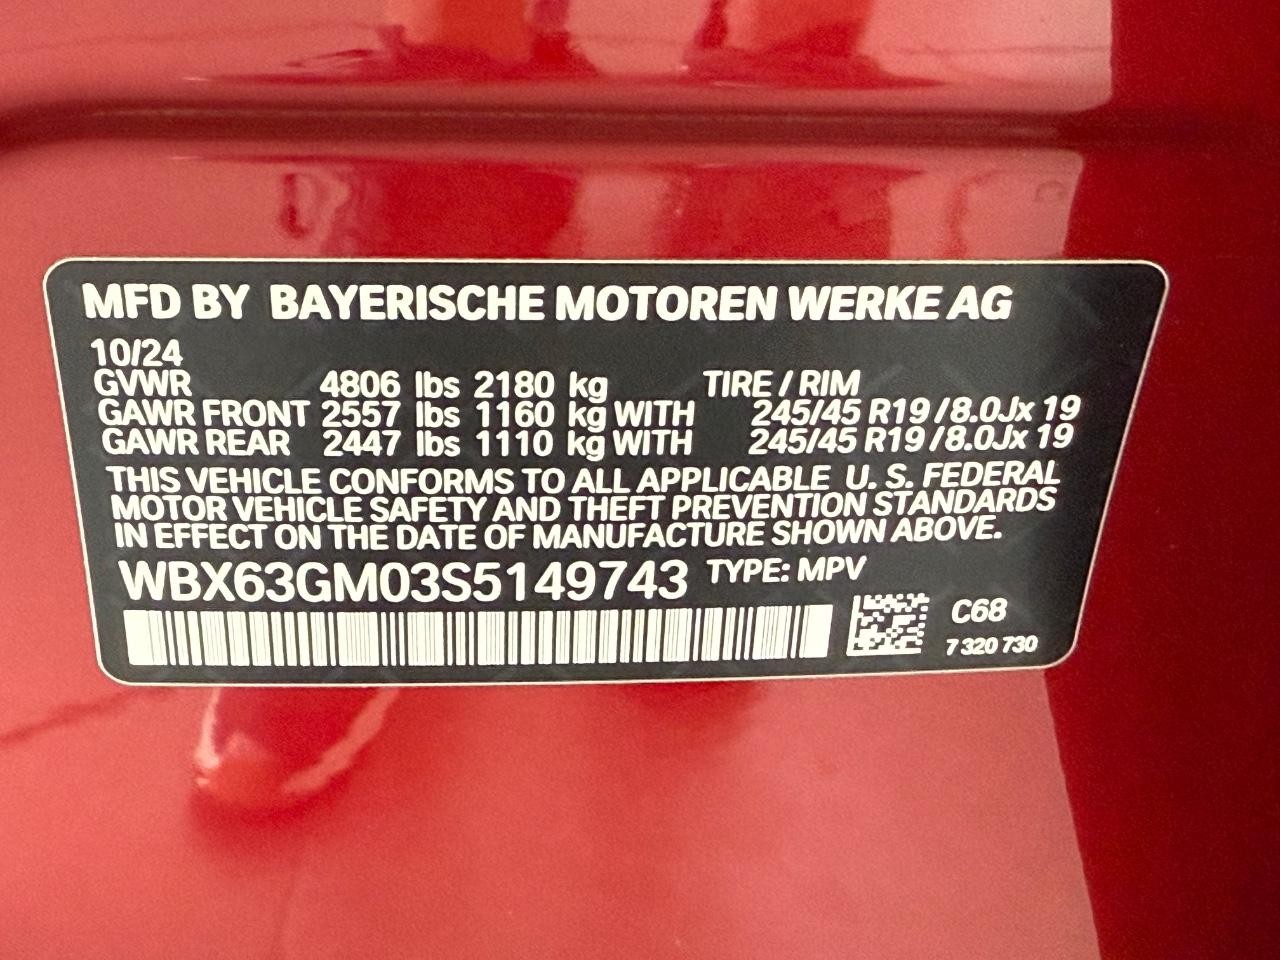 MFD BY BAYERISCHE MOTOREN WERKE AG
10/24
GVWR 4806 lbs 2180 kg TIRE / RIM
GAWR FRONT 2557 lbs 1160 kg WITH 245/45 R19 / 8.0Jx 19
GAWR REAR 2447 lbs 1110 kg WITH 245/45 R19 / 8.0Jx 19
THIS VEHICLE CONFORMS TO ALL APPLICABLE U. S. FEDERAL
MOTOR VEHICLE SAFETY AND THEFT PREVENTION STANDARDS
IN EFFECT ON THE DATE OF MANUFACTURE SHOWN ABOVE.
WBX63GM03S5149743 TYPE: MPV
C68
7 320 730